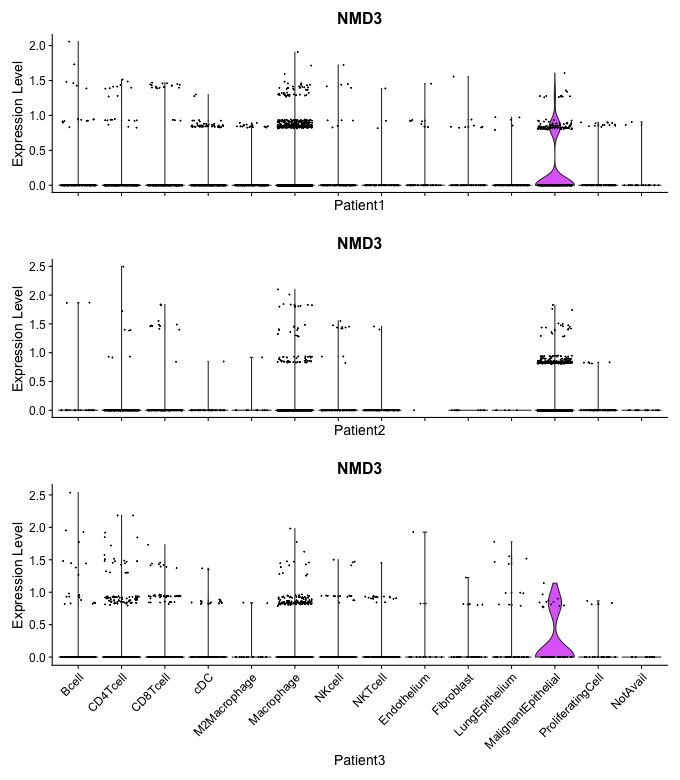 NMD3
Expression Level
2.0
1.5
1.0
0.5
0.0
Patient1
NMD3
Expression Level
2.5
2.0
1.5
1.0
0.5
0.0
Patient2
NMD3
Expression Level
2.5
2.0
1.5
1.0
0.5
0.0
Bcell
CD4Tcell
CD8Tcell
cDC
M2Macrophage
Macrophage
NKcell
NKTcell
Endothelium
Fibroblast
LungEpithelium
MalignantEpithelial
ProliferatingCell
NotAvail
Patient3